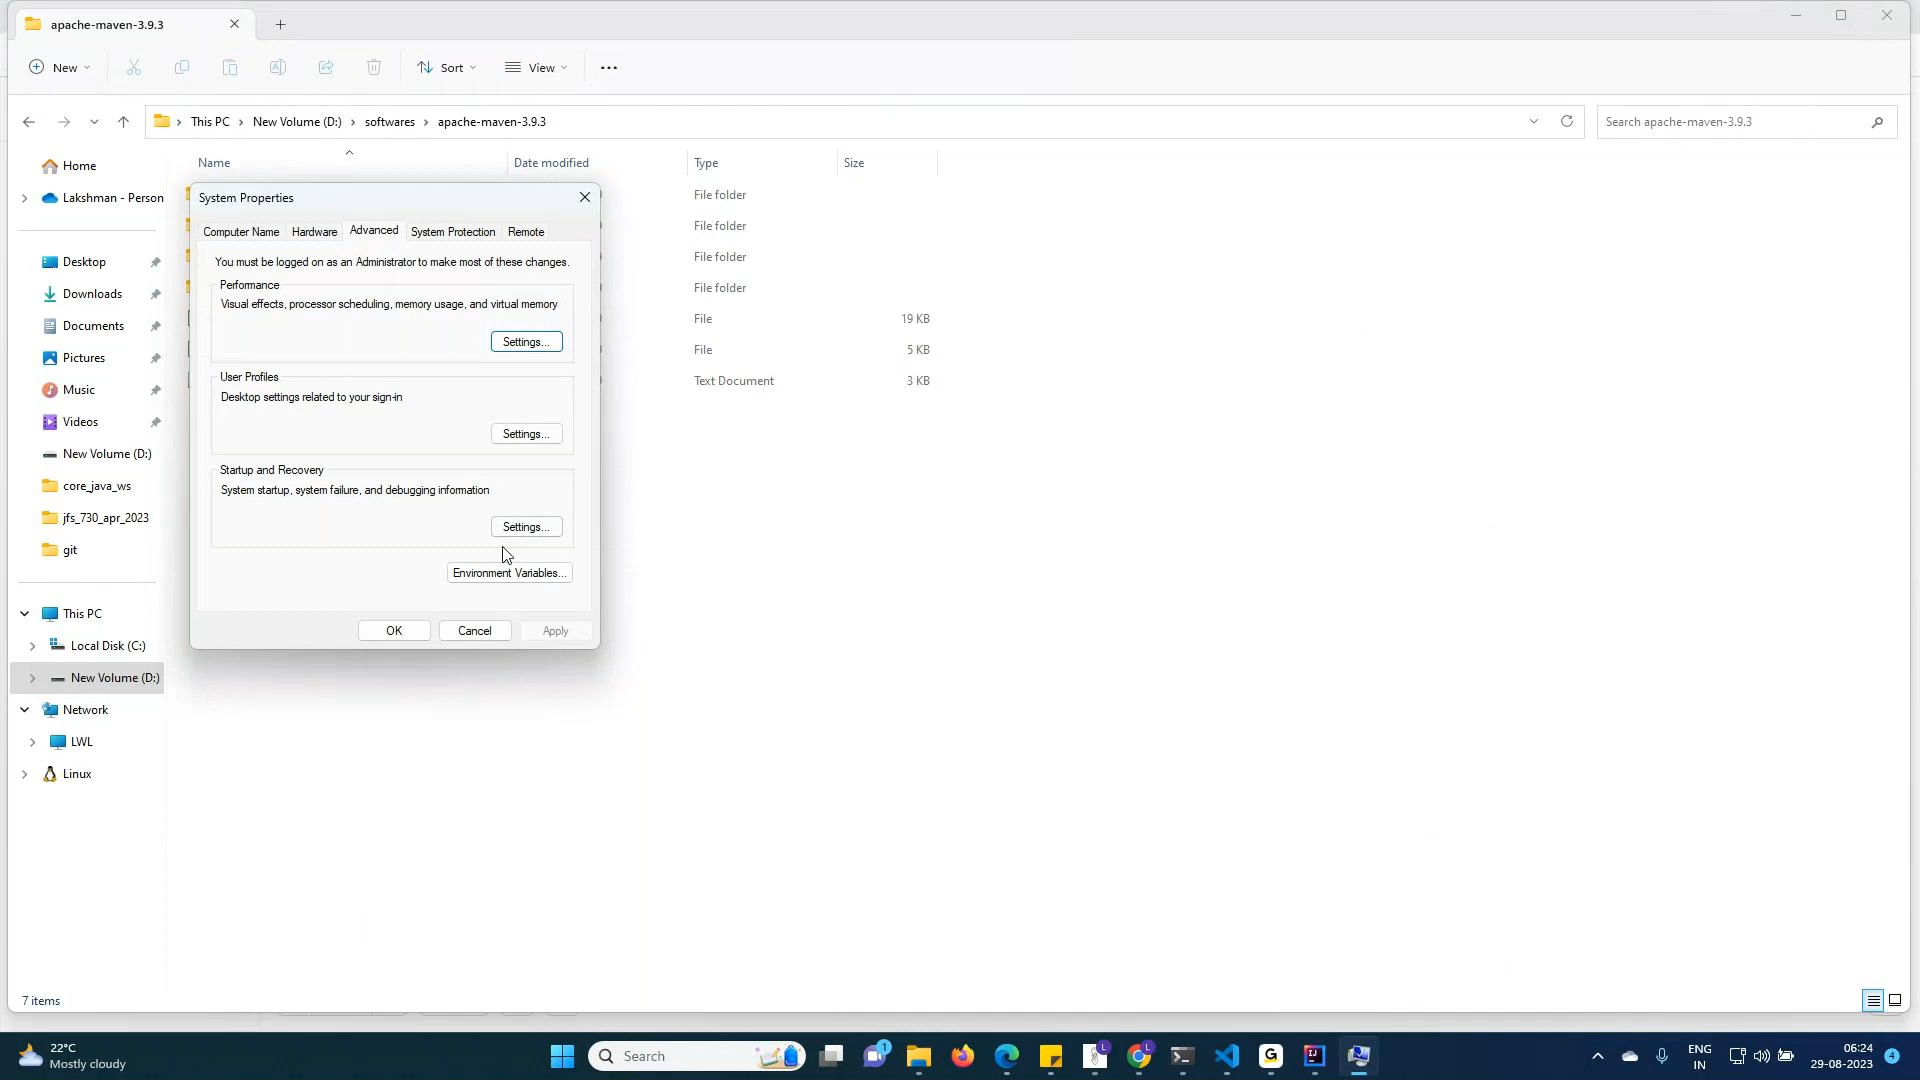 apache-maven-3.9.3
New
Sort
View
This PC
New Volume (D:)
softwares
apache-maven-3.9.3
Search apache-maven-3.9.3
Name
Date modified
Type
Size
Home
Lakshman - Person
Desktop
Downloads
Documents
Pictures
Music
Videos
New Volume (D:)
core_java_ws
jfs_730_apr_2023
git
This PC
Local Disk (C:)
New Volume (D:)
Network
LWL
Linux
File folder
File folder
File folder
File folder
File 19 KB
File 5 KB
Text Document 3 KB
System Properties
Computer Name
Hardware
Advanced
System Protection
Remote
You must be logged on as an Administrator to make most of these changes.
Performance
Visual effects, processor scheduling, memory usage, and virtual memory
Settings...
User Profiles
Desktop settings related to your sign-in
Settings...
Startup and Recovery
System startup, system failure, and debugging information
Settings...
Environment Variables...
OK
Cancel
Apply
7 items
22°C
Mostly cloudy
Search
1
L
L
ENG
IN
06:24
29-08-2023
4